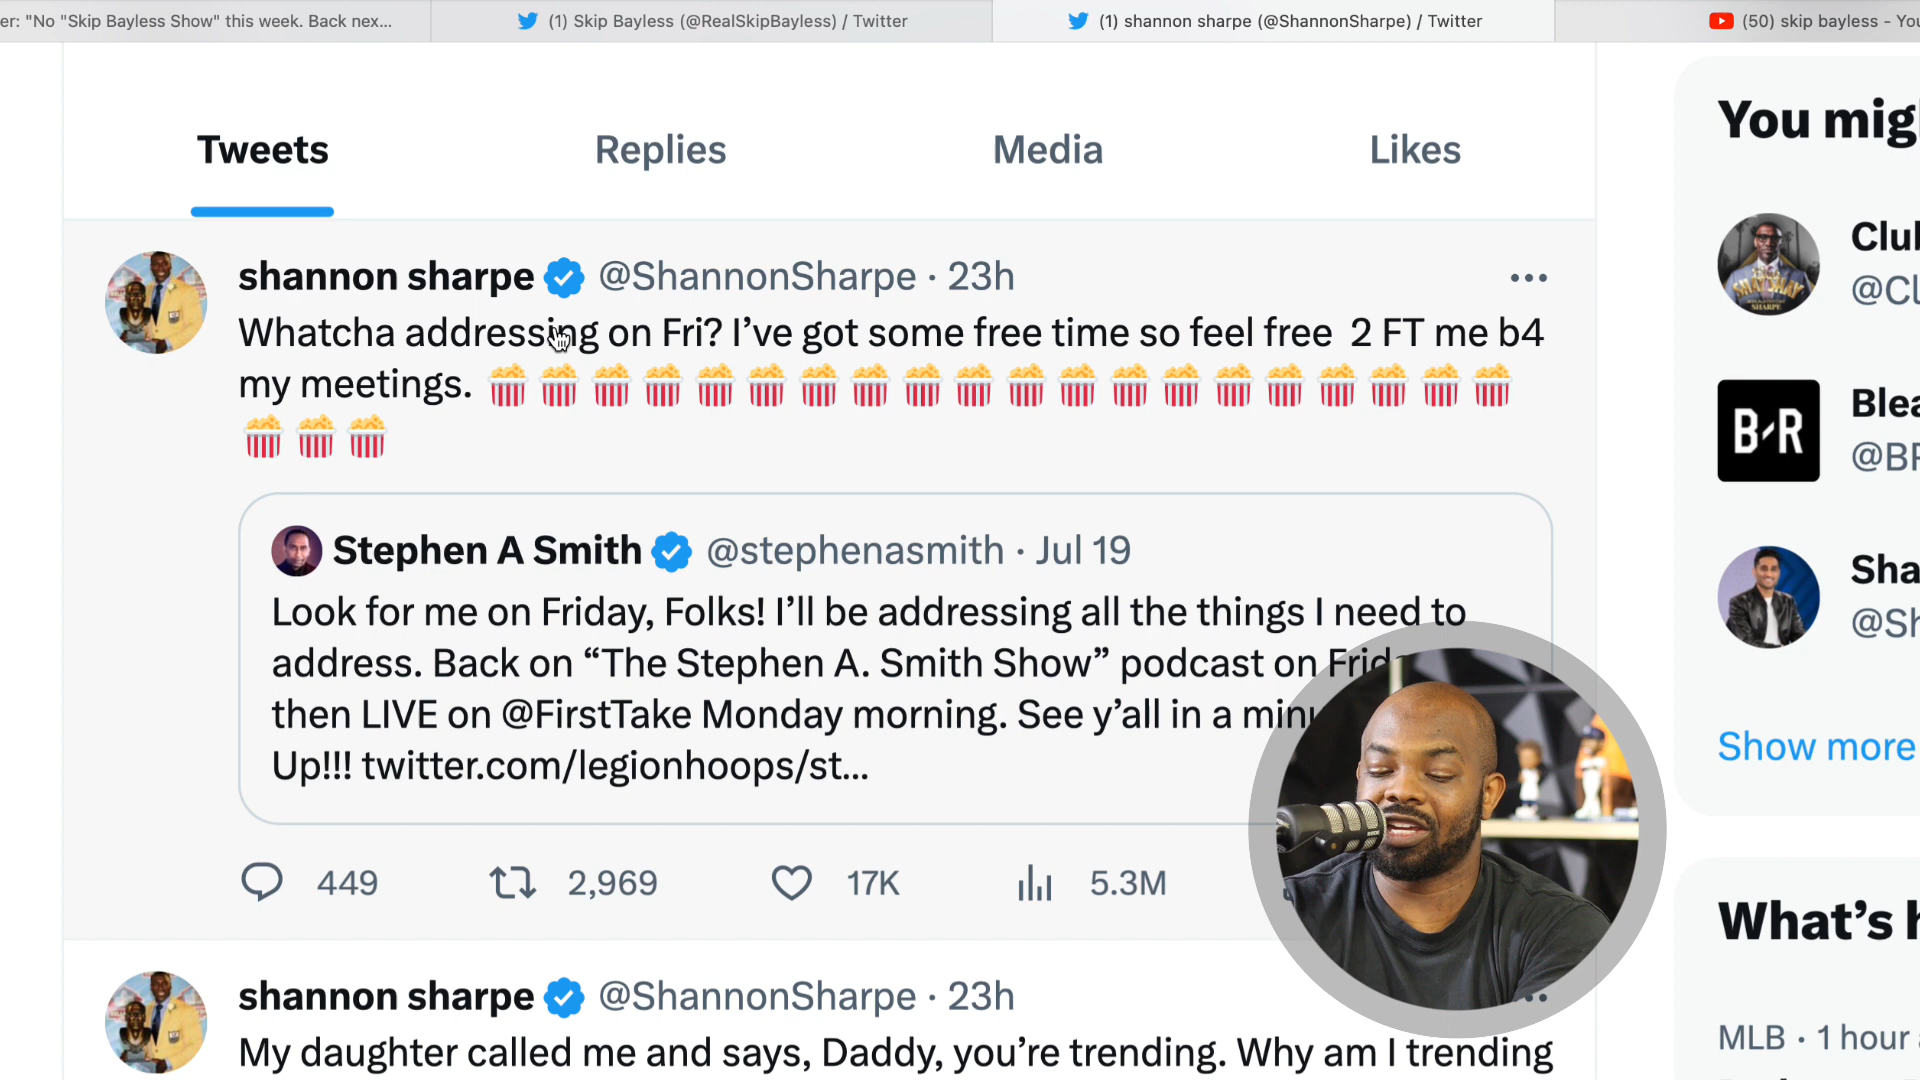 er: "No "Skip Bayless Show" this week. Back nex...
(1) Skip Bayless (@RealSkipBayless) / Twitter
(1) shannon sharpe (@ShannonSharpe) / Twitter
(50) skip bayless - You
Tweets
Replies
Media
Likes
shannon sharpe @ShannonSharpe · 23h
Whatcha addressing on Fri? I’ve got some free time so feel free 2 FT me b4
my meetings. 🍿🍿🍿🍿🍿🍿🍿🍿🍿🍿🍿🍿🍿🍿🍿🍿🍿🍿🍿🍿
🍿🍿🍿
Stephen A Smith @stephenasmith · Jul 19
Look for me on Friday, Folks! I’ll be addressing all the things I need to
address. Back on “The Stephen A. Smith Show” podcast on Frid
then LIVE on @FirstTake Monday morning. See y’all in a minu
Up!!! twitter.com/legionhoops/st...
449
2,969
17K
5.3M
shannon sharpe @ShannonSharpe · 23h
My daughter called me and says, Daddy, you’re trending. Why am I trending
You mig
Club
@Cl
B/R
Blea
@BR
Sha
@Sh
Show more
What’s h
MLB · 1 hour a